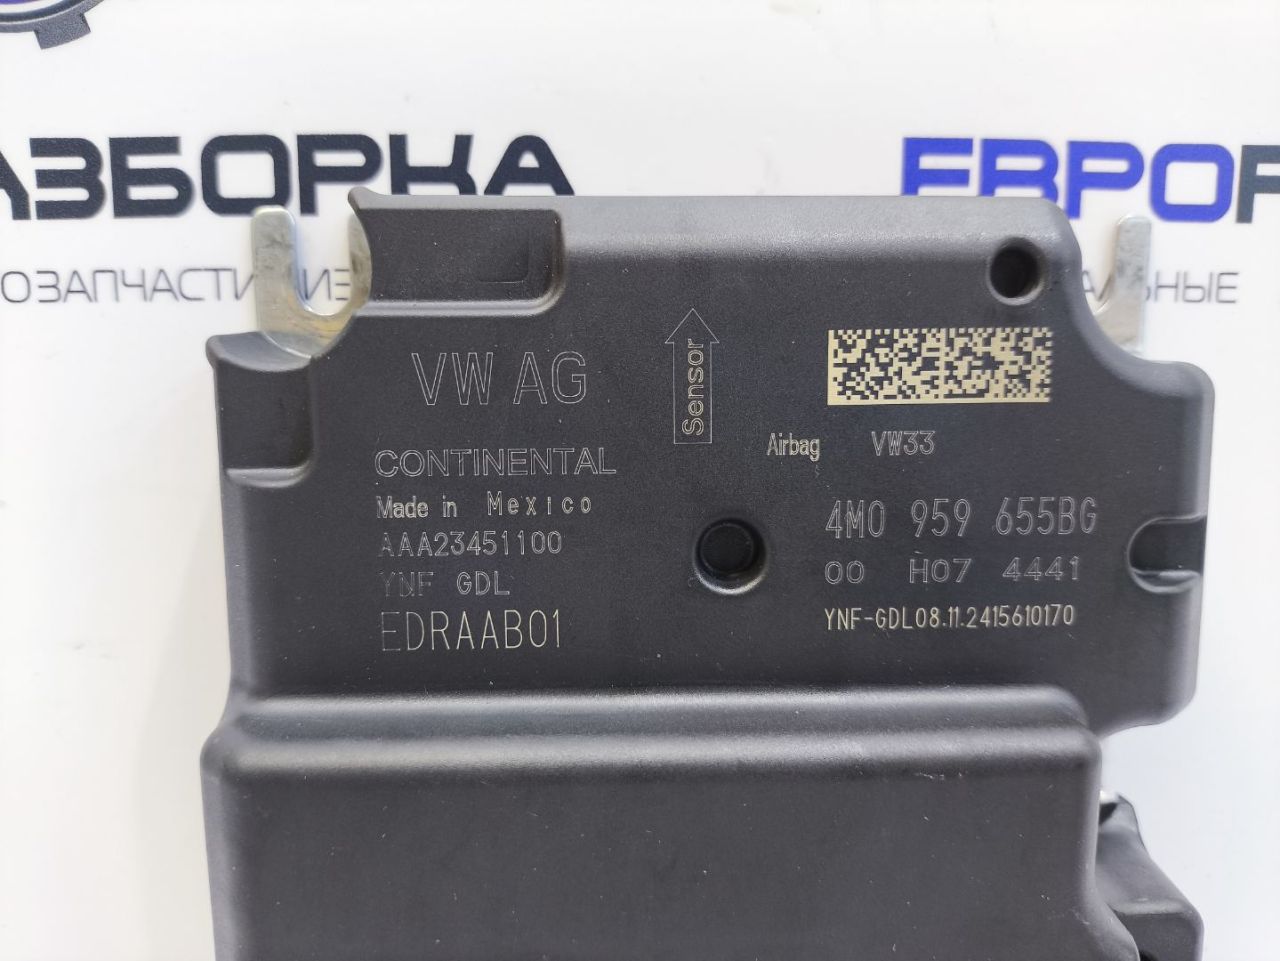 АЗБОРКА
ЕВРО
ОЗАПЧАСТИ ИЗ
ЬНЫЕ
VW AG
Sensor
CONTINENTAL
Made in Mexico
AAA23451100
YNF GDL
EDRAAB01
Airbag VW33
4M0 959 655BG
00 H07 4441
YNF-GDL08.11.2415610170